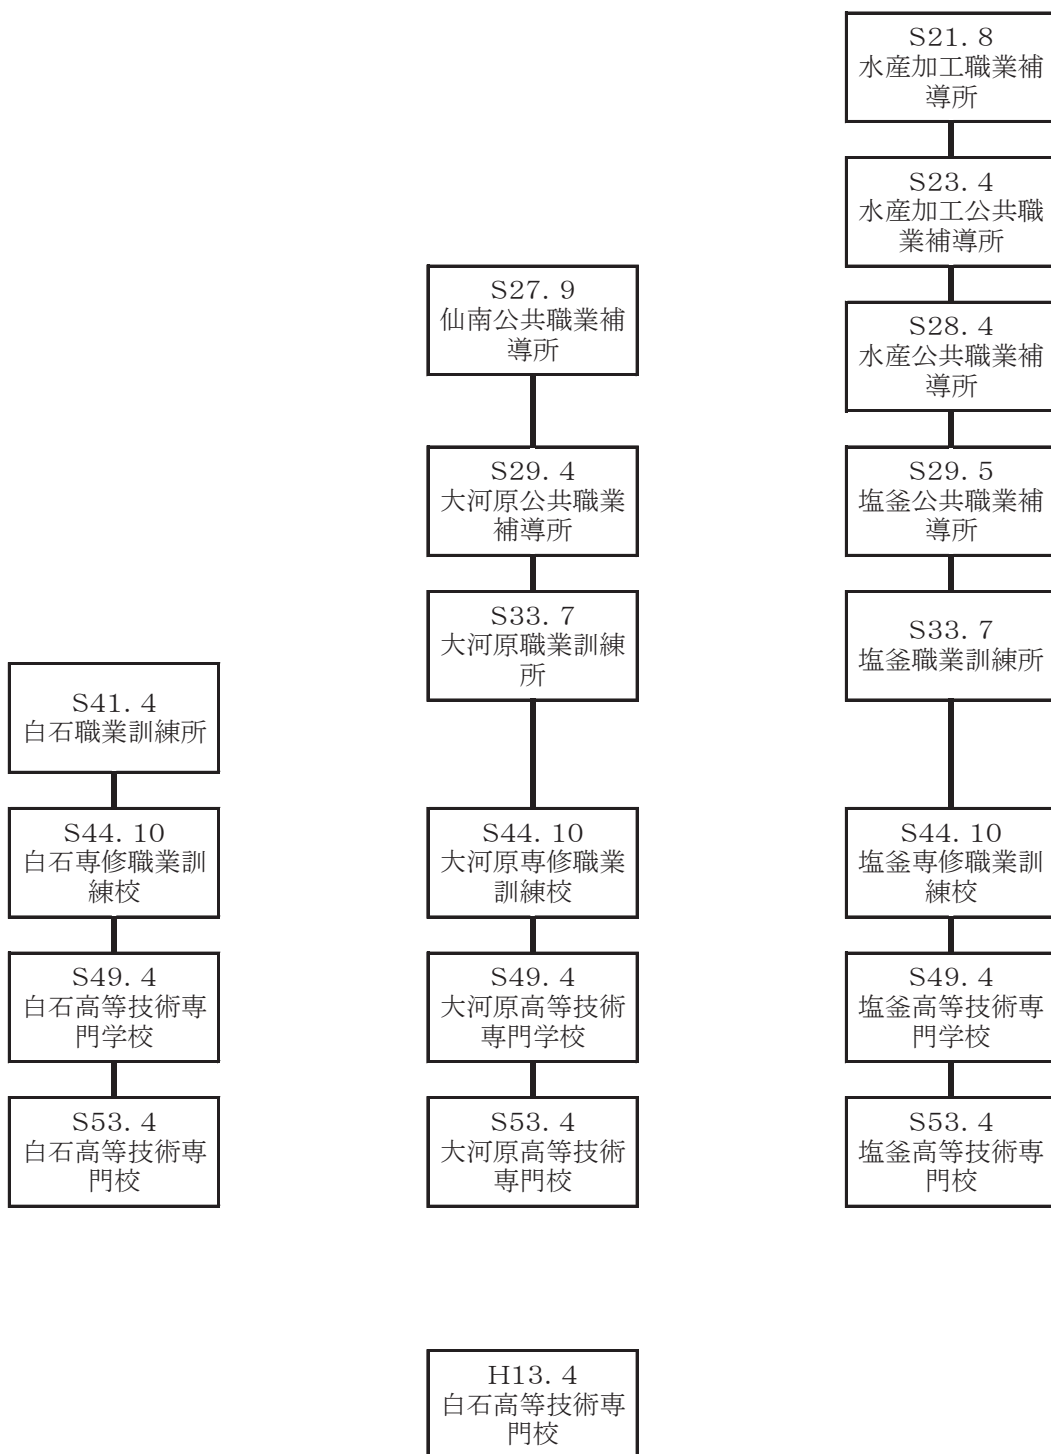 S21. 8
水産加工職業補
導所
S23. 4
水産加工公共職
業補導所
S27. 9
仙南公共職業補
導所
S28. 4
水産公共職業補
導所
S29. 4
大河原公共職業
補導所
S29. 5
塩釜公共職業補
導所
S33. 7
大河原職業訓練
所
S33. 7
塩釜職業訓練所
S41. 4
白石職業訓練所
S44. 10
白石専修職業訓
練校
S44. 10
大河原専修職業
訓練校
S44. 10
塩釜専修職業訓
練校
S49. 4
白石高等技術専
門学校
S49. 4
大河原高等技術
専門学校
S49. 4
塩釜高等技術専
門学校
S53. 4
白石高等技術専
門校
S53. 4
大河原高等技術
専門校
S53. 4
塩釜高等技術専
門校
H13. 4
白石高等技術専
門校